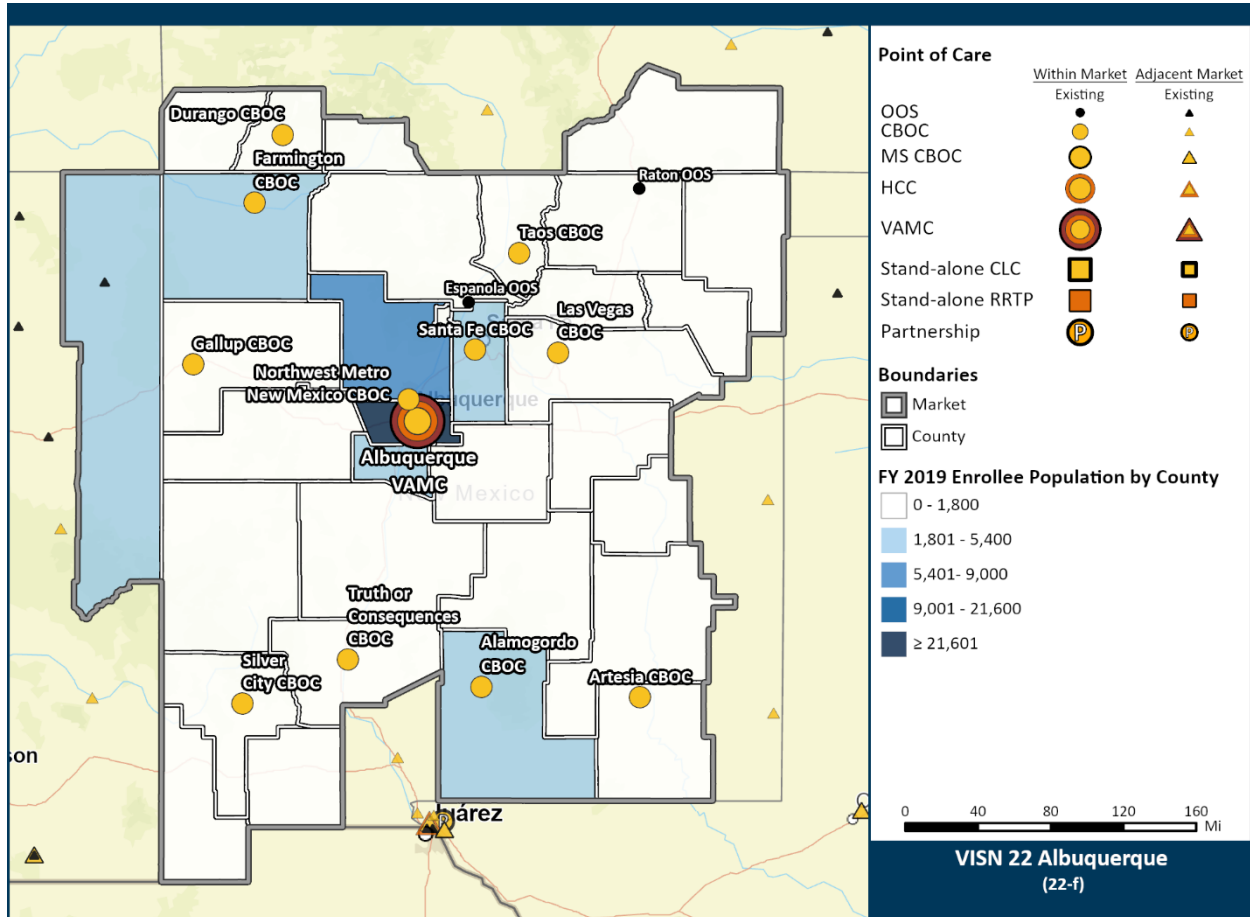 Durango CBOC
Farmington
CBOC
Raton OOS
Taos CBOC
Espanola OOS
Las Vegas
CBOC
Santa Fe CBOC
Gallup CBOC
Northwest Metro
New Mexico CBOC
Albuquerque
Albuquerque
VAMC
New Mexico
Truth or
Consequences
CBOC
Alamogordo
CBOC
Silver
City CBOC
Artesia CBOC
son
Juárez
P
Point of Care
Within Market
Adjacent Market
Existing
Existing
OOS
CBOC
MS CBOC
HCC
VAMC
Stand-alone CLC
Stand-alone RRTP
Partnership
P
P
Boundaries
Market
County
FY 2019 Enrollee Population by County
0 - 1,800
1,801 - 5,400
5,401- 9,000
9,001 - 21,600
≥ 21,601
0 40 80 120 160
Mi
VISN 22 Albuquerque
(22-f)